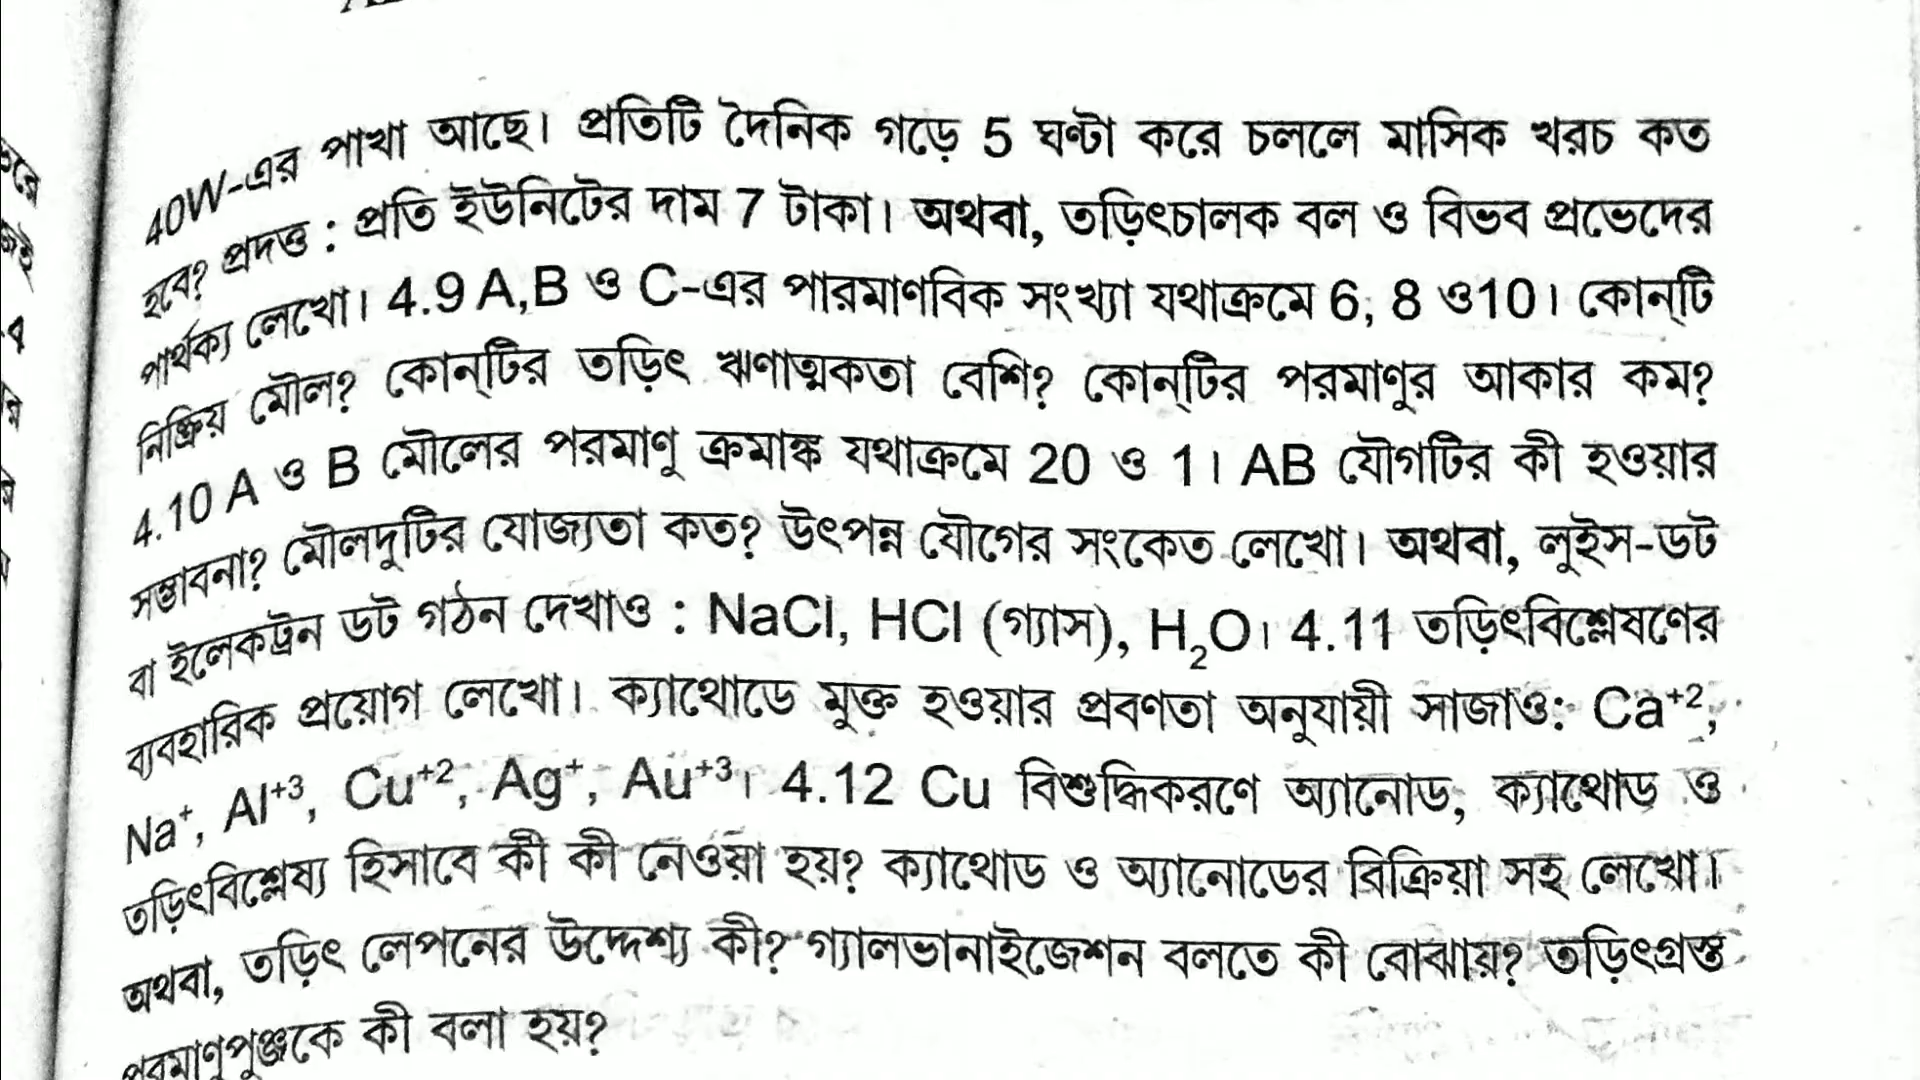 40W-এর পাখা আছে। প্রতিটি দৈনিক গড়ে 5 ঘণ্টা করে চললে মাসিক খরচ কত
হবে? প্রদত্ত : প্রতি ইউনিটের দাম 7 টাকা। অথবা, তড়িৎচালক বল ও বিভব প্রভেদের
পার্থক্য লেখো। 4.9 A,B ও C-এর পারমাণবিক সংখ্যা যথাক্রমে 6, 8 ও10। কোন্‌টি
নিষ্ক্রিয় মৌল? কোন্‌টির তড়িৎ ঋণাত্মকতা বেশি? কোন্‌টির পরমাণুর আকার কম?
4.10 A ও B মৌলের পরমাণু ক্রমাঙ্ক যথাক্রমে 20 ও 1। AB যৌগটির কী হওয়ার
সম্ভাবনা? মৌলদুটির যোজ্যতা কত? উৎপন্ন যৌগের সংকেত লেখো। অথবা, লুইস-ডট
বা ইলেকট্রন ডট গঠন দেখাও : NaCl, HCl (গ্যাস), H₂O। 4.11 তড়িৎবিশ্লেষণের
ব্যবহারিক প্রয়োগ লেখো। ক্যাথোডে মুক্ত হওয়ার প্রবণতা অনুযায়ী সাজাও: Ca⁺²,
Na⁺, Al⁺³, Cu⁺², Ag⁺, Au⁺³। 4.12 Cu বিশুদ্ধিকরণে অ্যানোড, ক্যাথোড ও
তড়িৎবিশ্লেষ্য হিসাবে কী কী নেওয়া হয়? ক্যাথোড ও অ্যানোডের বিক্রিয়া সহ লেখো।
অথবা, তড়িৎ লেপনের উদ্দেশ্য কী? গ্যালভানাইজেশন বলতে কী বোঝায়? তড়িৎগ্রস্ত
পরমাণুপুঞ্জকে কী বলা হয়?